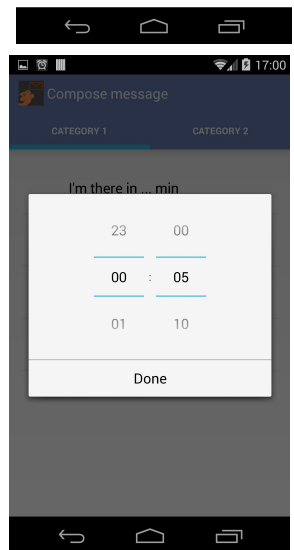 17:00
Compose message
CATEGORY 1 CATEGORY 2
I'm there in ... min
23 00
00 : 05
01 10
Done